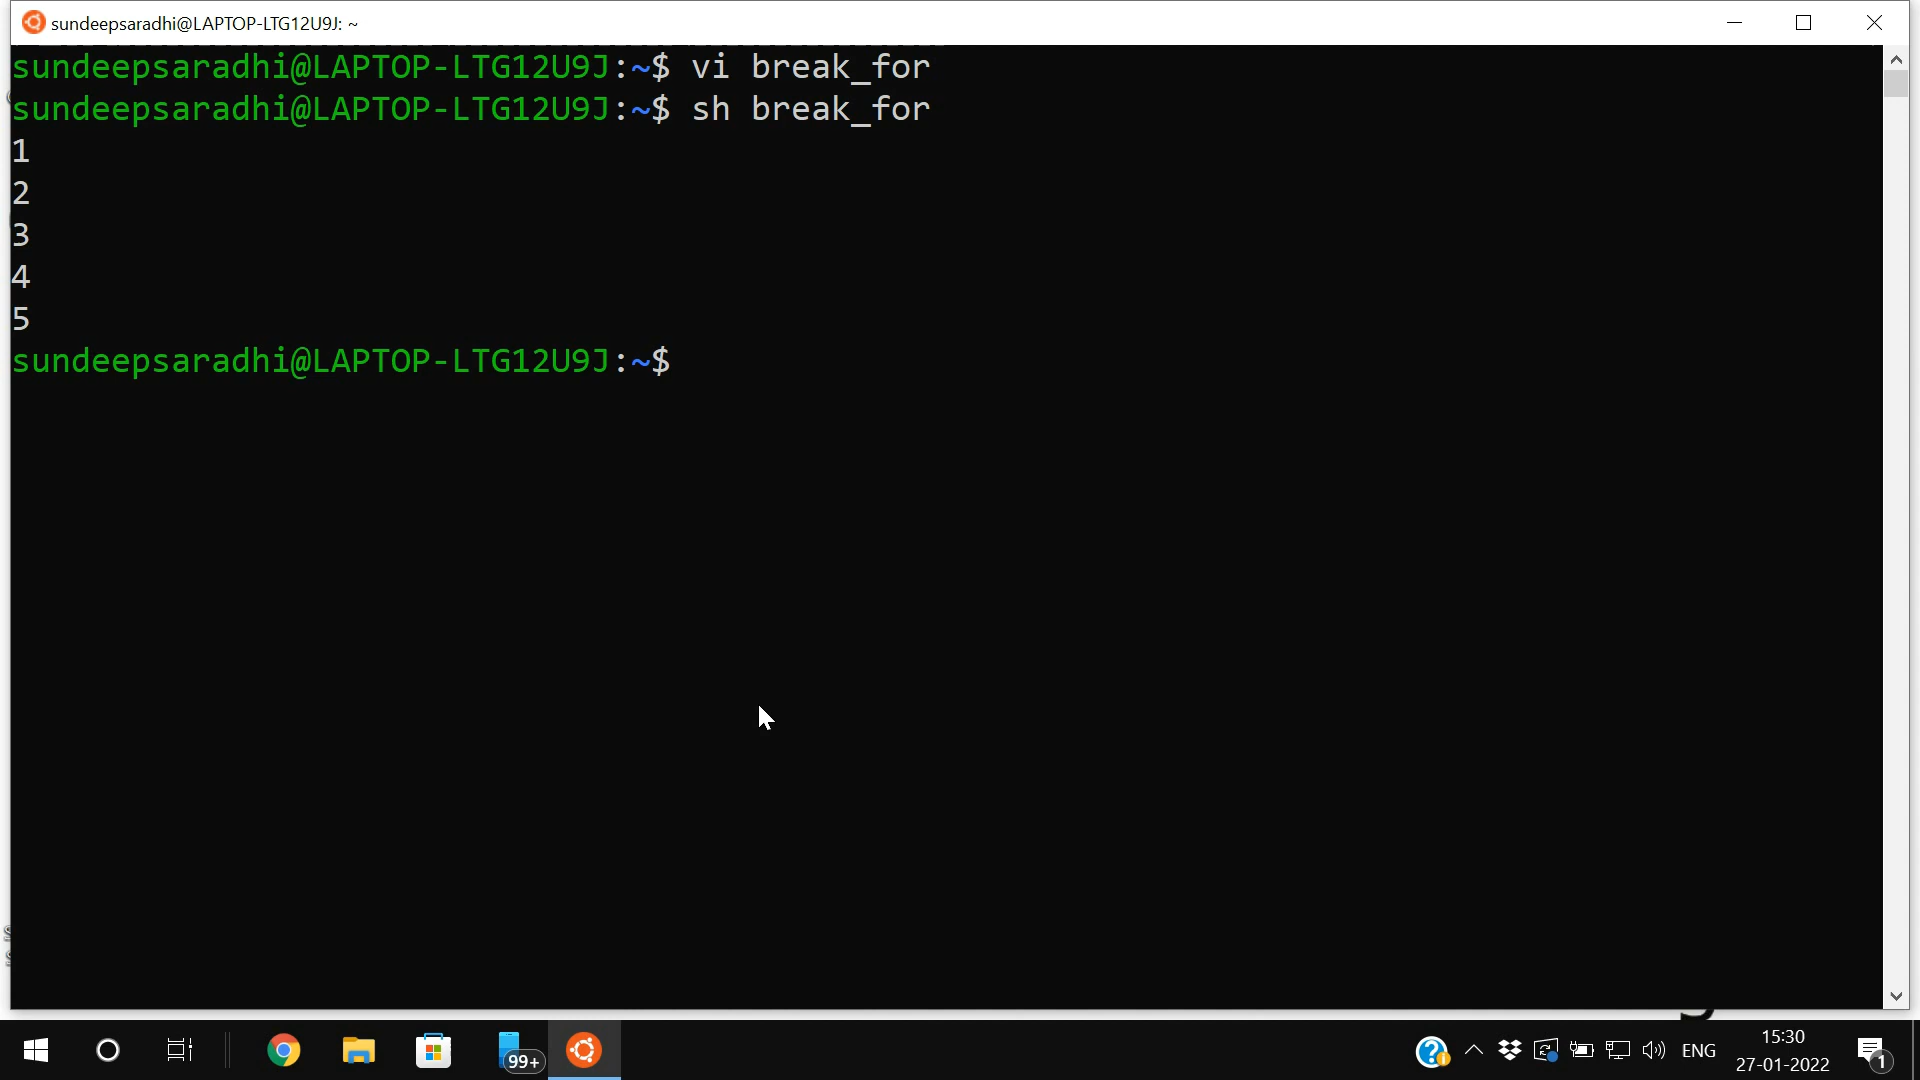 sundeepsaradhi@LAPTOP-LTG12U9J: ~
sundeepsaradhi@LAPTOP-LTG12U9J:~$ vi break_for
sundeepsaradhi@LAPTOP-LTG12U9J:~$ sh break_for
1
2
3
4
5
sundeepsaradhi@LAPTOP-LTG12U9J:~$
99+
ENG
15:30
27-01-2022
1